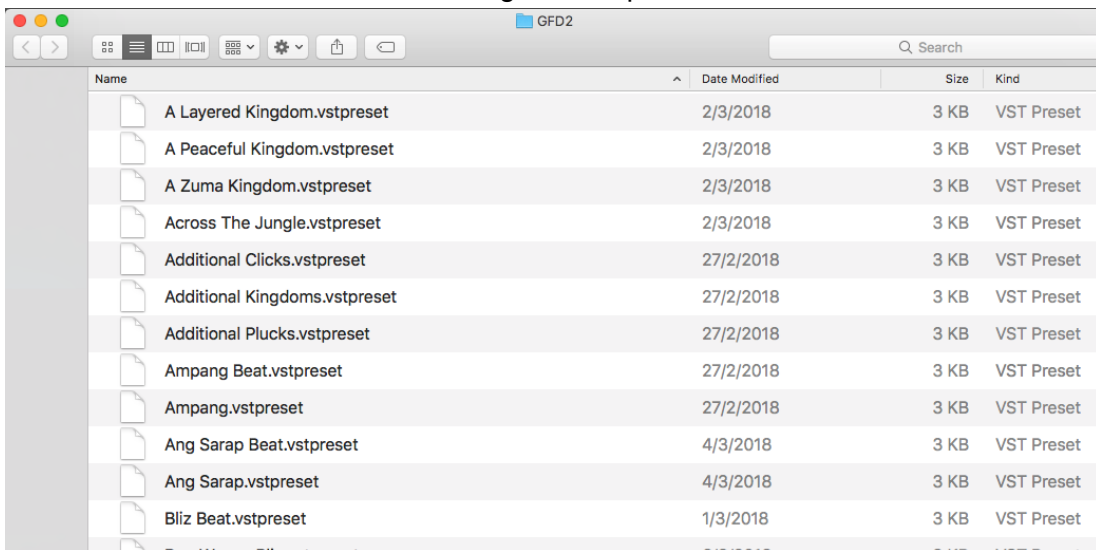 GFD2
Search
Name Date Modified Size Kind
A Layered Kingdom.vstpreset 2/3/2018 3 KB VST Preset
A Peaceful Kingdom.vstpreset 2/3/2018 3 KB VST Preset
A Zuma Kingdom.vstpreset 2/3/2018 3 KB VST Preset
Across The Jungle.vstpreset 2/3/2018 3 KB VST Preset
Additional Clicks.vstpreset 27/2/2018 3 KB VST Preset
Additional Kingdoms.vstpreset 27/2/2018 3 KB VST Preset
Additional Plucks.vstpreset 27/2/2018 3 KB VST Preset
Ampang Beat.vstpreset 27/2/2018 3 KB VST Preset
Ampang.vstpreset 27/2/2018 3 KB VST Preset
Ang Sarap Beat.vstpreset 4/3/2018 3 KB VST Preset
Ang Sarap.vstpreset 4/3/2018 3 KB VST Preset
Bliz Beat.vstpreset 1/3/2018 3 KB VST Preset